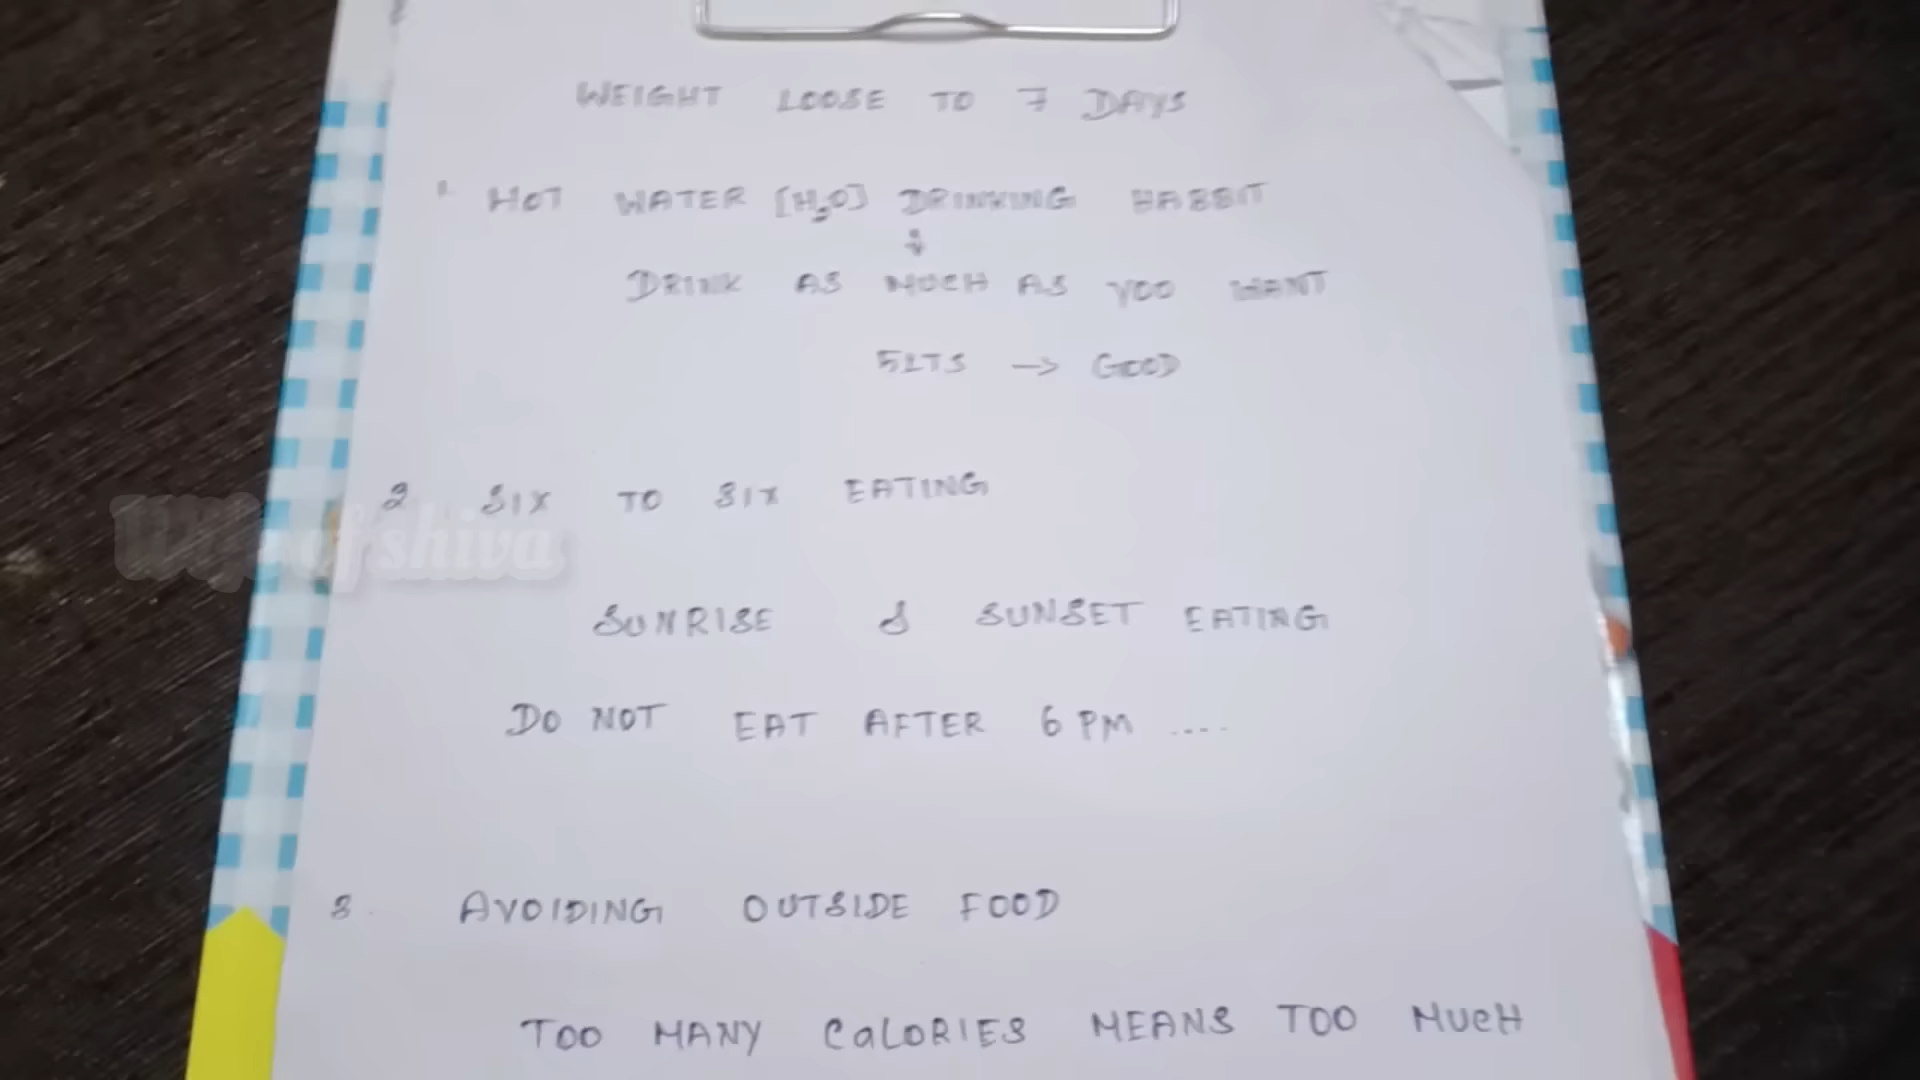 WEIGHT LOOSE TO 7 DAYS
1. HOT WATER [H2O] DRINKING HABBIT
↓
DRINK AS MUCH AS YOO WANT
5LTS → GOOD
2. SIX TO SIX EATING
SUNRISE & SUNSET EATING
DO NOT EAT AFTER 6 PM ....
3. AVOIDING OUTSIDE FOOD
TOO MANY CaLORIES MEANS TOO MUCH
of shiva